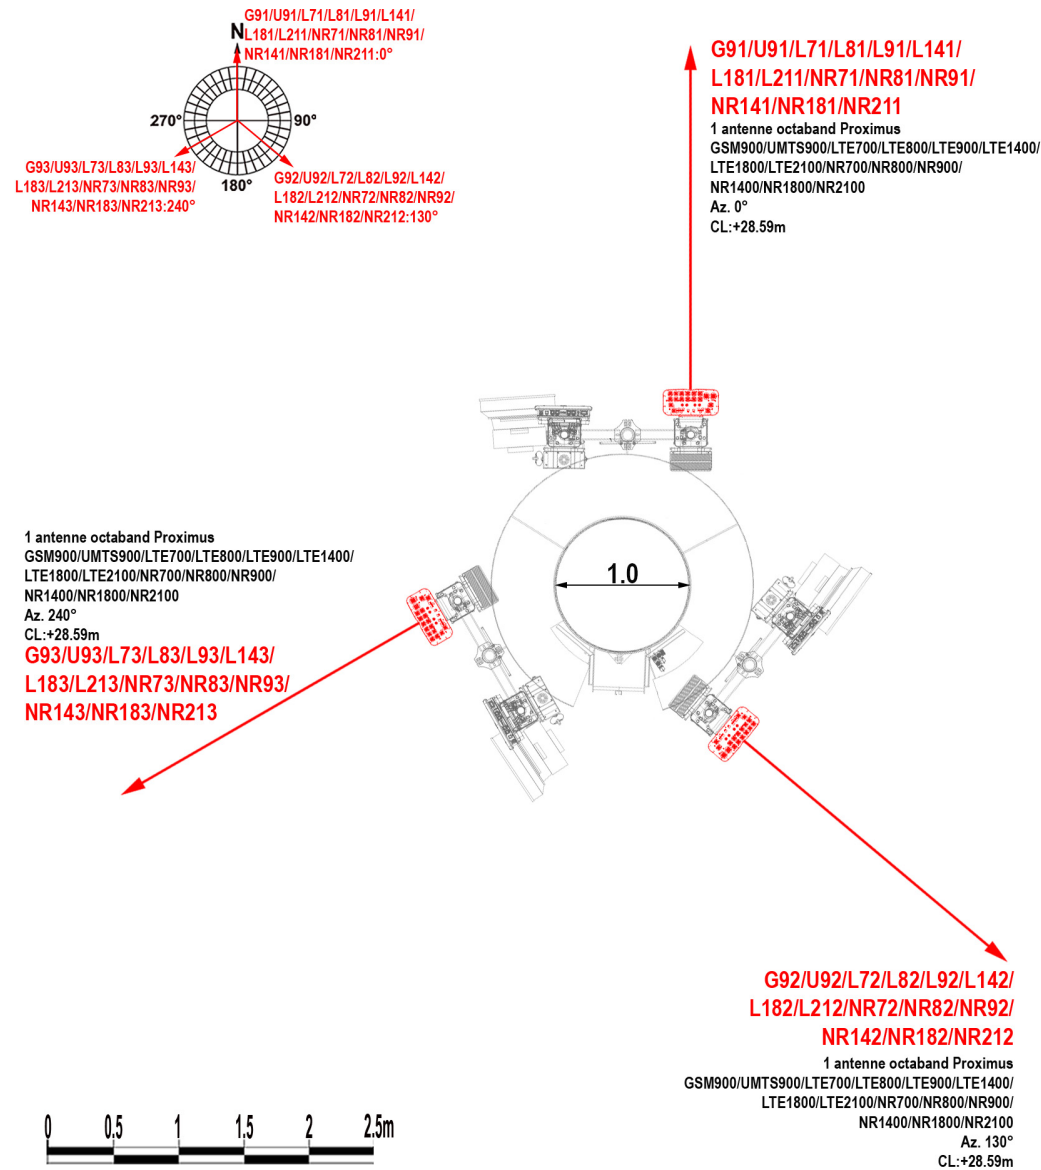 G91/U91/L71/L81/L91/L141/
L181/L211/NR71/NR81/NR91/
NR141/NR181/NR211:0°
N
270°
90°
180°
G93/U93/L73/L83/L93/L143/
L183/L213/NR73/NR83/NR93/
NR143/NR183/NR213:240°
G92/U92/L72/L82/L92/L142/
L182/L212/NR72/NR82/NR92/
NR142/NR182/NR212:130°
G91/U91/L71/L81/L91/L141/
L181/L211/NR71/NR81/NR91/
NR141/NR181/NR211
1 antenne octaband Proximus
GSM900/UMTS900/LTE700/LTE800/LTE900/LTE1400/
LTE1800/LTE2100/NR700/NR800/NR900/
NR1400/NR1800/NR2100
Az. 0°
CL:+28.59m
1 antenne octaband Proximus
GSM900/UMTS900/LTE700/LTE800/LTE900/LTE1400/
LTE1800/LTE2100/NR700/NR800/NR900/
NR1400/NR1800/NR2100
Az. 240°
CL:+28.59m
G93/U93/L73/L83/L93/L143/
L183/L213/NR73/NR83/NR93/
NR143/NR183/NR213
1.0
G92/U92/L72/L82/L92/L142/
L182/L212/NR72/NR82/NR92/
NR142/NR182/NR212
1 antenne octaband Proximus
GSM900/UMTS900/LTE700/LTE800/LTE900/LTE1400/
LTE1800/LTE2100/NR700/NR800/NR900/
NR1400/NR1800/NR2100
Az. 130°
CL:+28.59m
0 0.5 1 1.5 2 2.5m